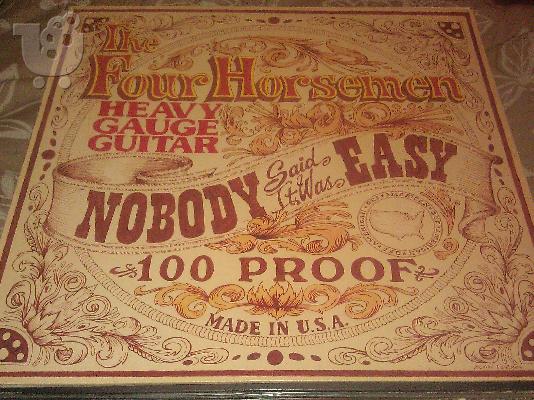 The
Four Horsemen
HEAVY
GAUGE
GUITAR
NOBODY Said It Was EASY
100 PROOF
MADE IN U.S.A.